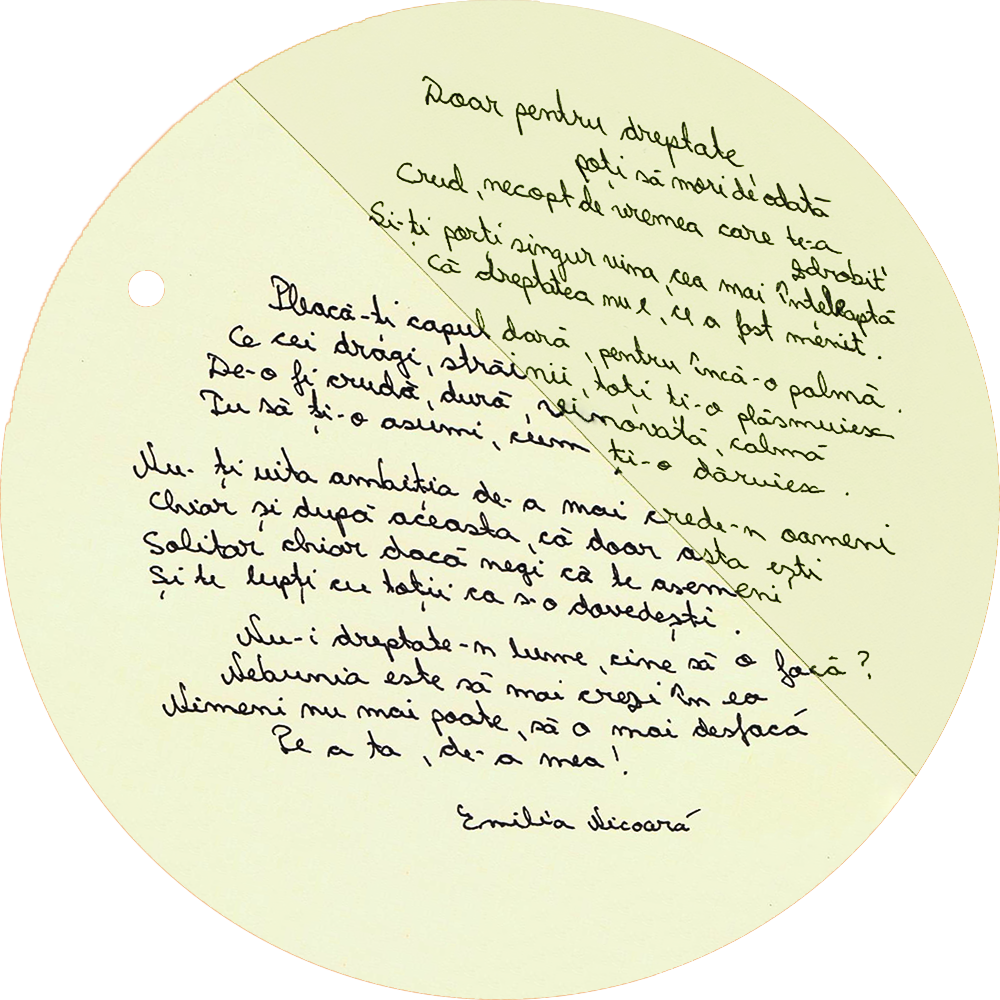 Doar pentru dreptate
poți să mori de odată
Crud, necopt de vremea care te-a
zdrobit
Și-ți porți singur vina, cea mai înteleaptă
Că dreptatea nu e, ce a fost menit.
Pleacă-ți capul dară, pentru încă-o palmă.
Ce cei dragi, străinii, toți ți-o plăsmuiesc
De-o fi crudă, dură, vinovată, calmă
Tu să ți-o asumi, cum ți-o dăruiesc.
Nu-ți uita ambiția de-a mai crede-n oameni
Chiar și după aceasta, că doar asta ești
Solitar chiar dacă negi că te asemeni
Și te lupți cu toții ca s-o dovedești.
Nu-i dreptate-n lume, cine să o facă?
Nebunia este să mai crezi în ea
Nimeni nu mai poate, să o mai desfacă
Pe a ta, de-a mea!
Emilia Nicoară